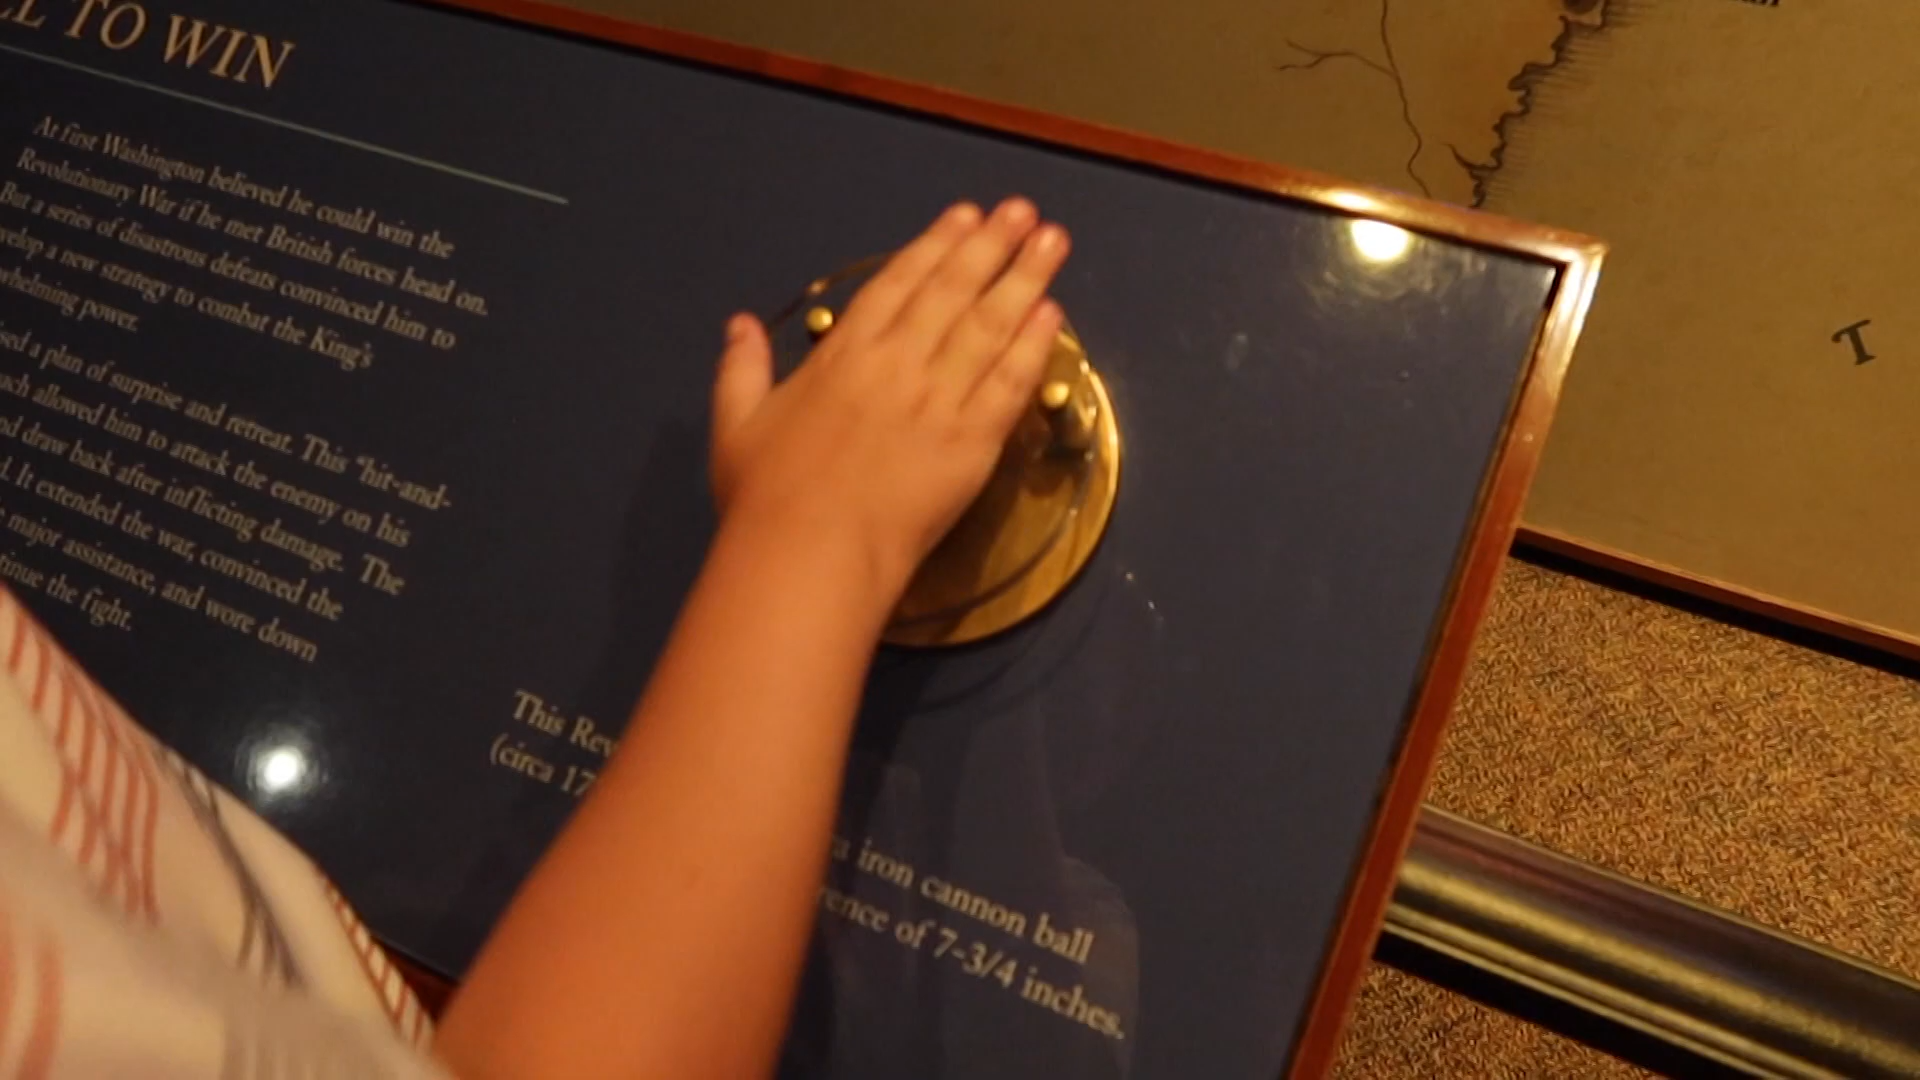 TO WIN
At first Washington believed he could win the
Revolutionary War if he met British forces head on.
But a series of disastrous defeats convinced him to
velop a new strategy to combat the King's
whelming power.
ised a plan of surprise and retreat. This "hit-and-
uch allowed him to attack the enemy on his
nd draw back after inflicting damage. The
d. It extended the war, convinced the
major assistance, and wore down
tinue the fight.
This Rev
(circa 17
iron cannon ball
rence of 7-3/4 inches.
T